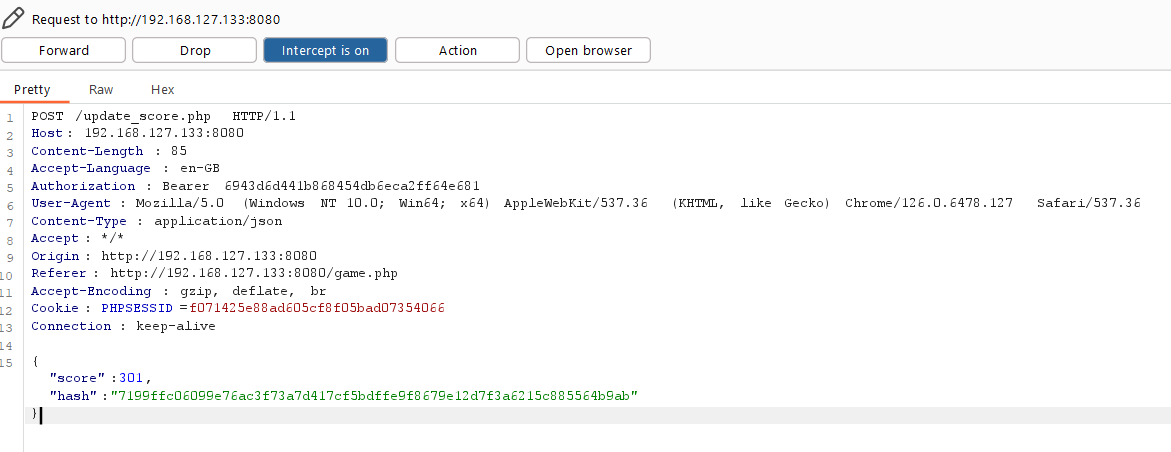 Request to http://192.168.127.133:8080
Forward Drop Intercept is on Action Open browser
Pretty Raw Hex
1 POST /update_score.php HTTP/1.1
2 Host: 192.168.127.133:8080
3 Content-Length : 85
4 Accept-Language : en-GB
5 Authorization : Bearer 6943d6d441b868454db6eca2ff64e681
6 User-Agent : Mozilla/5.0 (Windows NT 10.0; Win64; x64) AppleWebKit/537.36 (KHTML, like Gecko) Chrome/126.0.6478.127 Safari/537.36
7 Content-Type : application/json
8 Accept : */*
9 Origin : http://192.168.127.133:8080
10 Referer : http://192.168.127.133:8080/game.php
11 Accept-Encoding : gzip, deflate, br
12 Cookie : PHPSESSID =f071425e88ad605cf8f05bad07354066
13 Connection : keep-alive
14
15 {
"score" :301,
"hash" :"7199ffc06099e76ac3f73a7d417cf5bdffe9f8679e12d7f3a6215c885564b9ab"
}